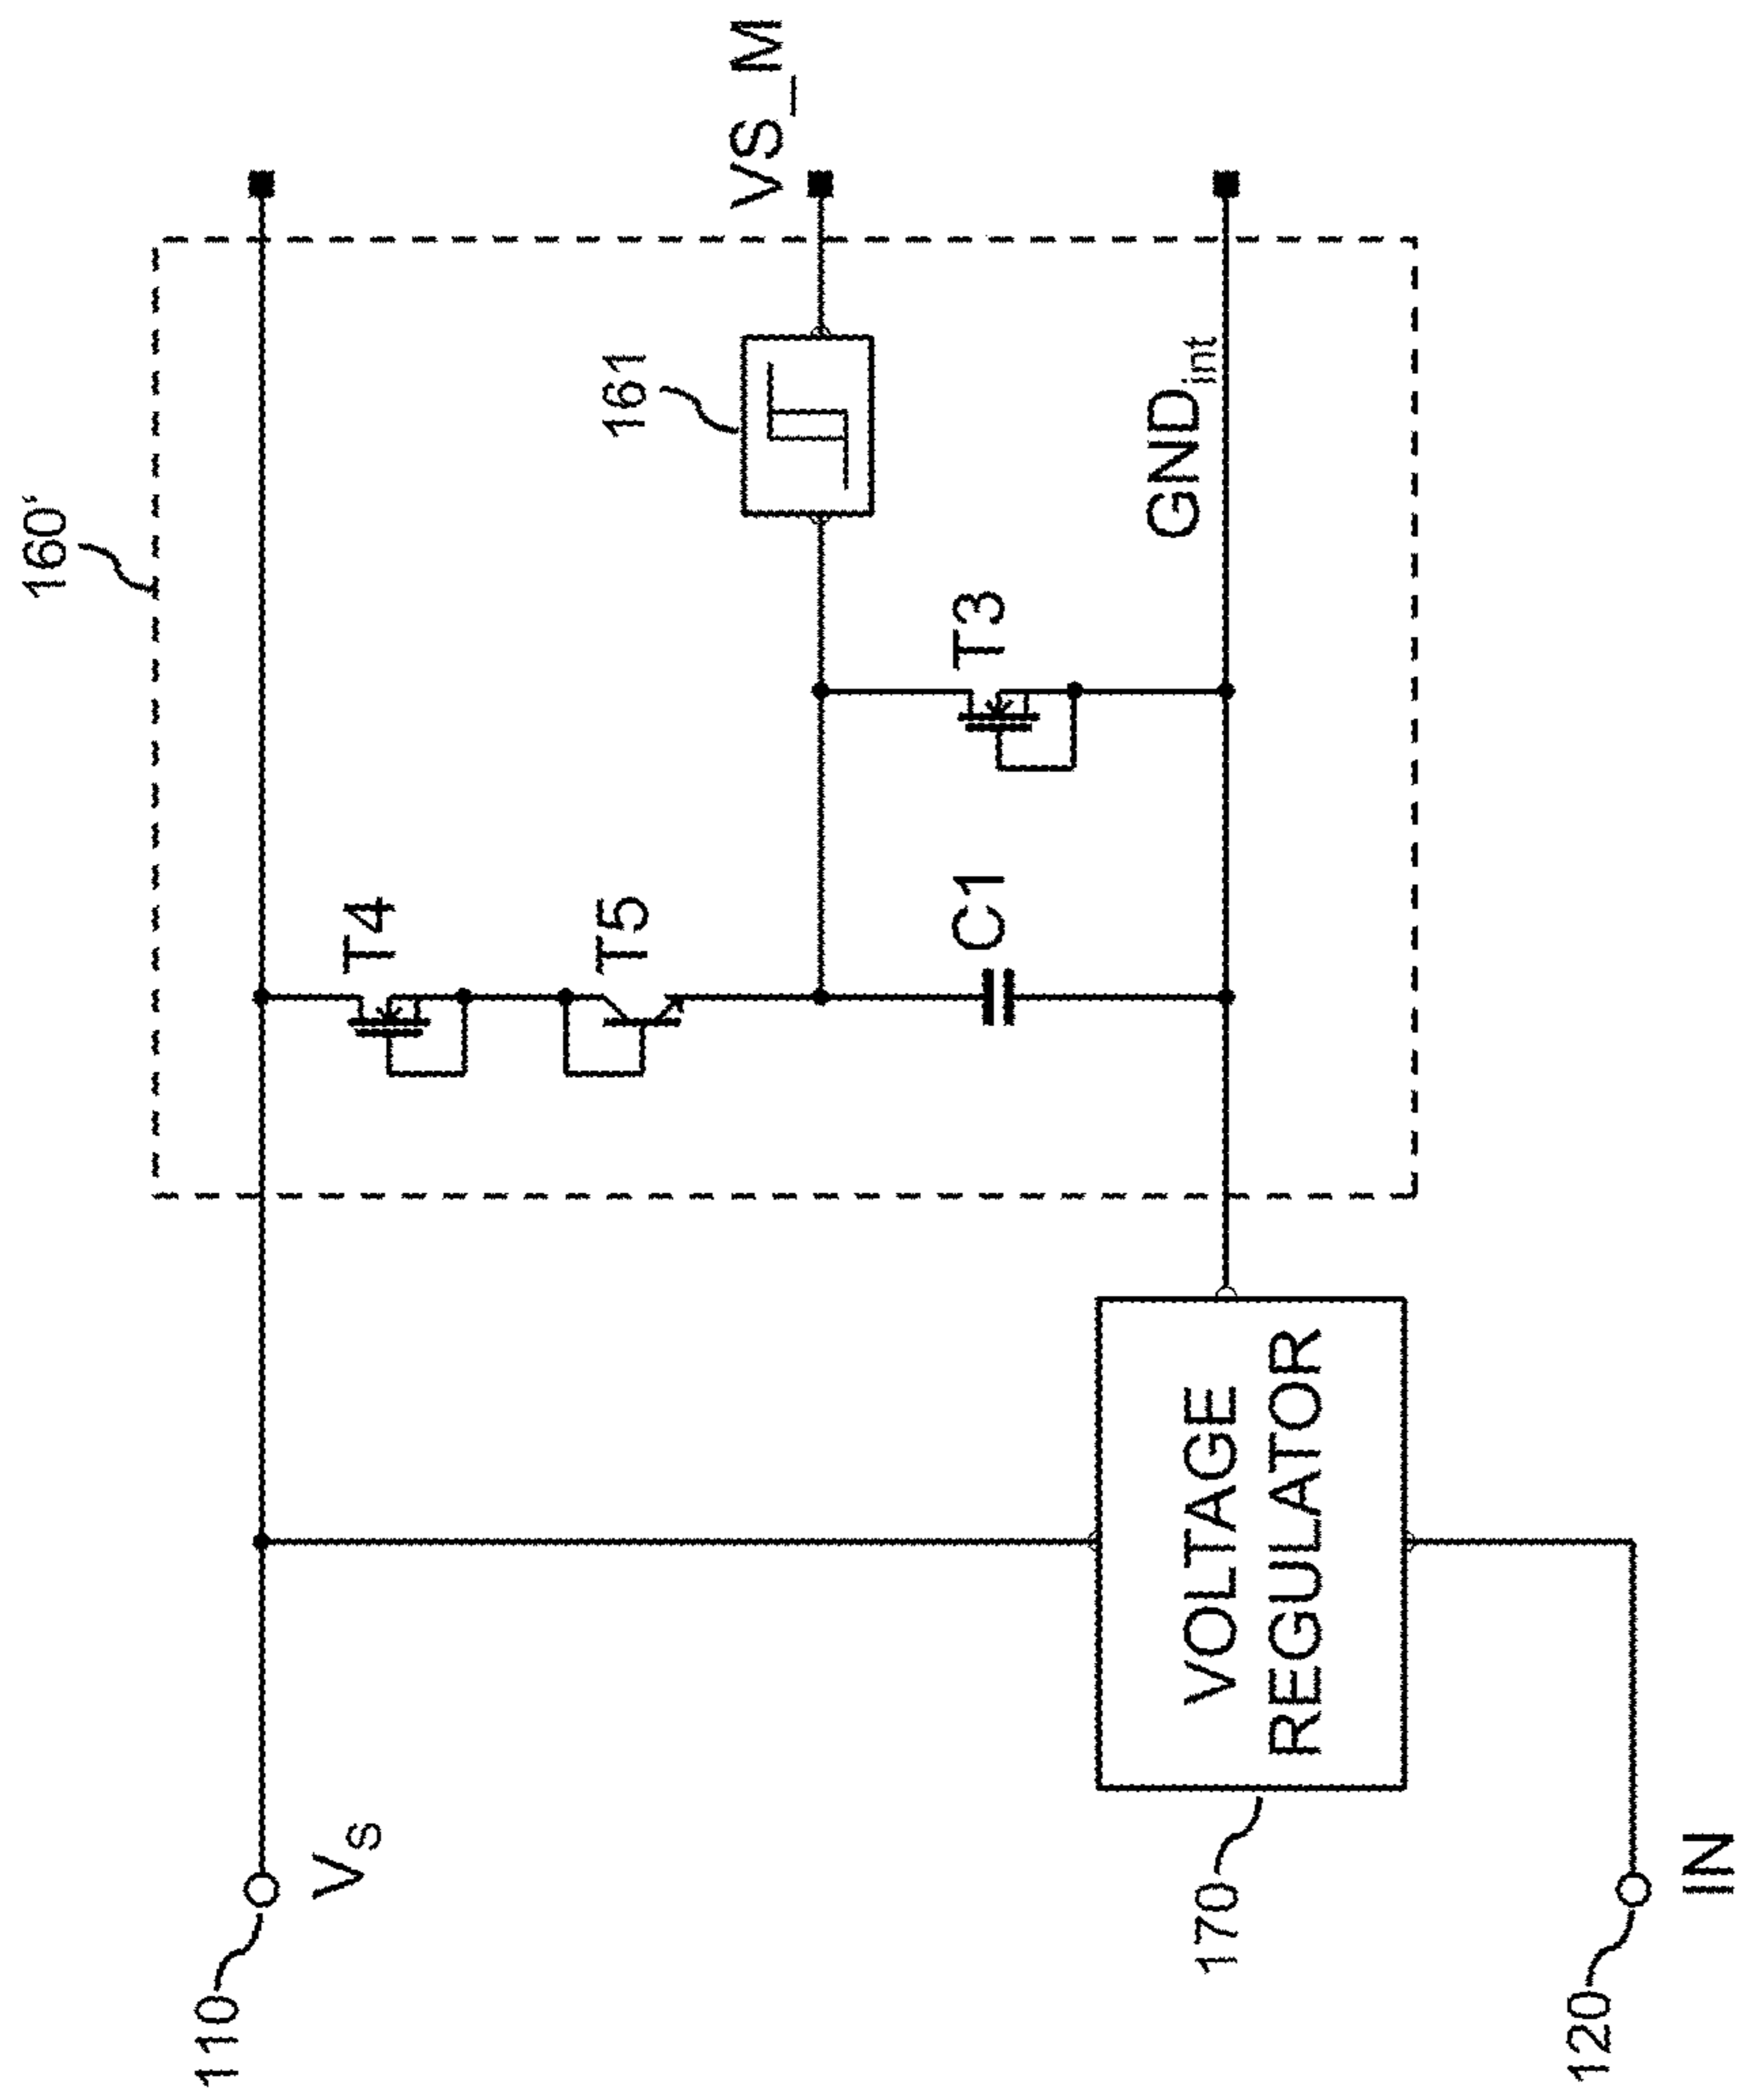 160'
VS_M
161
GNDint
T4
T5
T3
C1
VOLTAGE
REGULATOR
170
110
VS
120
IN